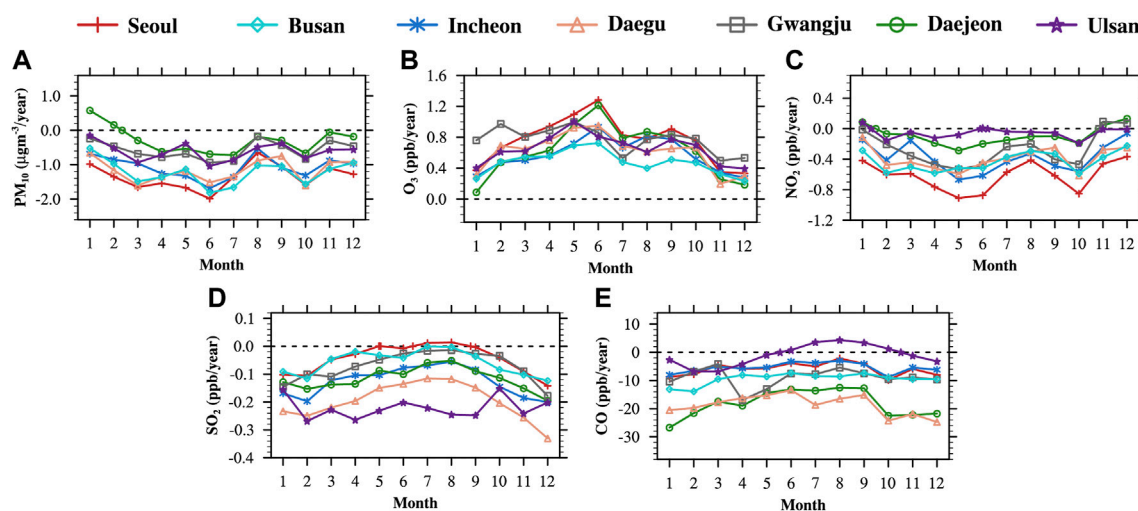 Seoul Busan Incheon Daegu Gwangju Daejeon Ulsan
A
PM10 (μgm-3/year)
1.0
0.0
-1.0
-2.0
1 2 3 4 5 6 7 8 9 10 11 12
Month
B
O3 (ppb/year)
1.6
1.2
0.8
0.4
0.0
1 2 3 4 5 6 7 8 9 10 11 12
Month
C
NO2 (ppb/year)
0.4
0.0
-0.4
-0.8
-1.2
1 2 3 4 5 6 7 8 9 10 11 12
Month
D
SO2 (ppb/year)
0.1
0.0
-0.1
-0.2
-0.3
-0.4
1 2 3 4 5 6 7 8 9 10 11 12
Month
E
CO (ppb/year)
10
0
-10
-20
-30
1 2 3 4 5 6 7 8 9 10 11 12
Month